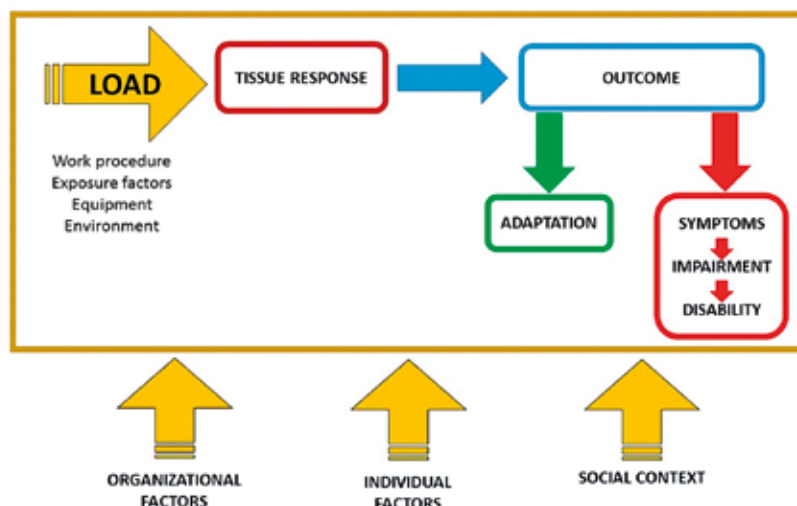 LOAD
Work procedure
Exposure factors
Equipment
Environment
TISSUE RESPONSE
OUTCOME
ADAPTATION
SYMPTOMS
IMPAIRMENT
DISABILITY
ORGANIZATIONAL
FACTORS
INDIVIDUAL
FACTORS
SOCIAL CONTEXT